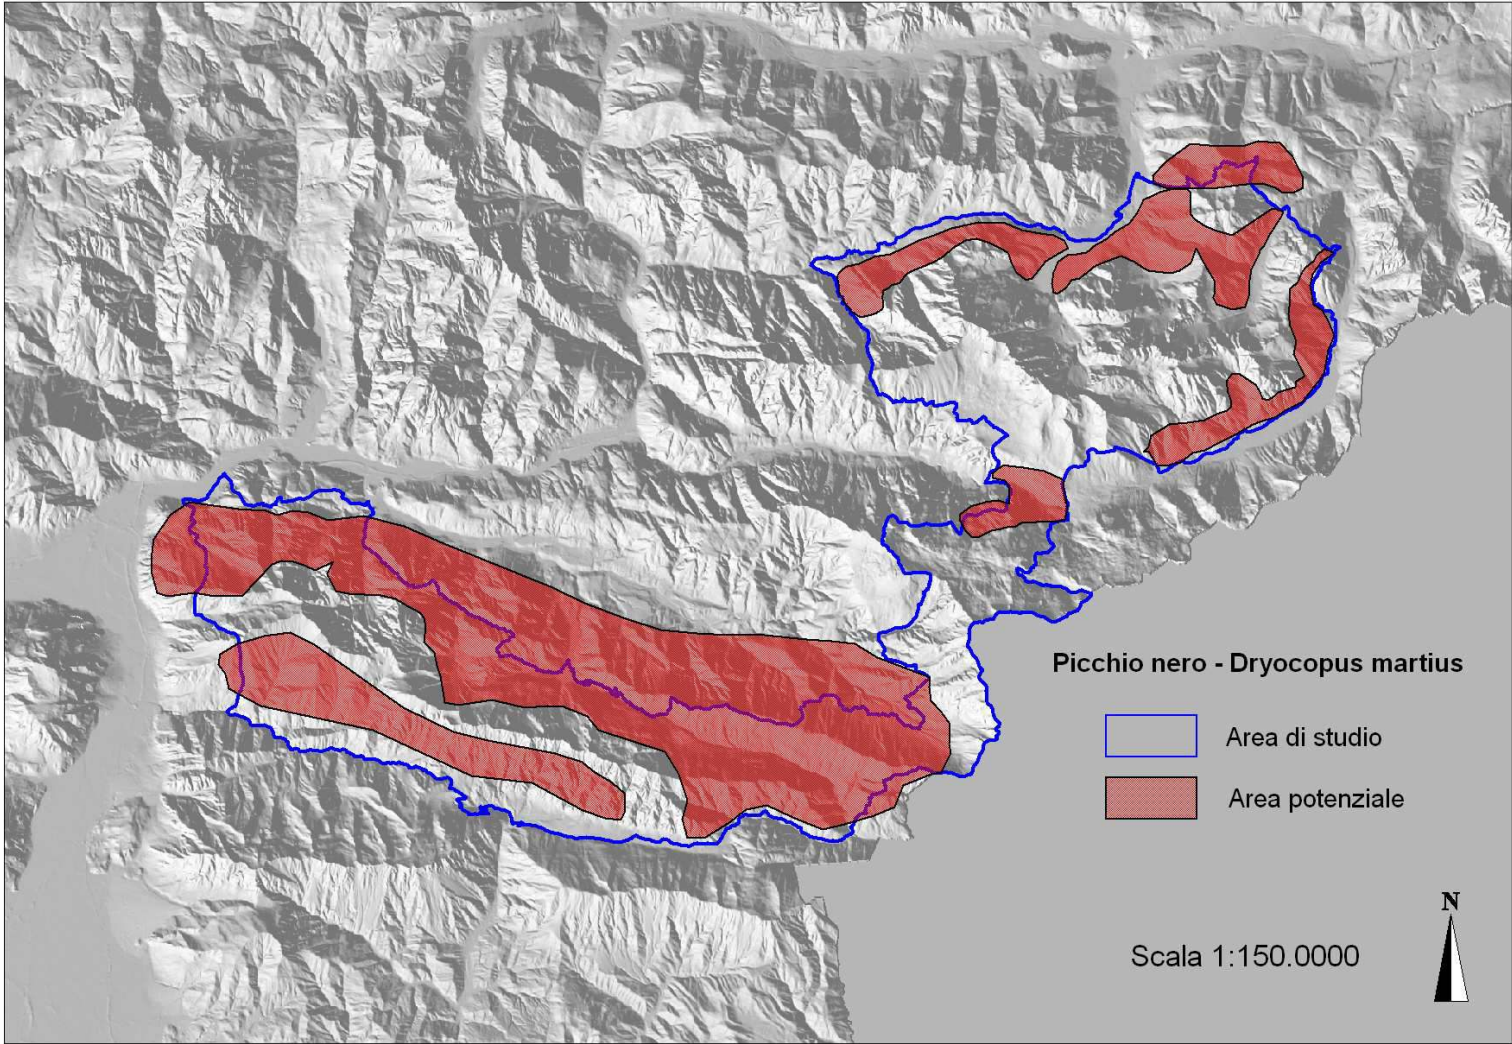 Picchio nero - Dryocopus martius
Area di studio
Area potenziale
N
Scala 1:150.0000